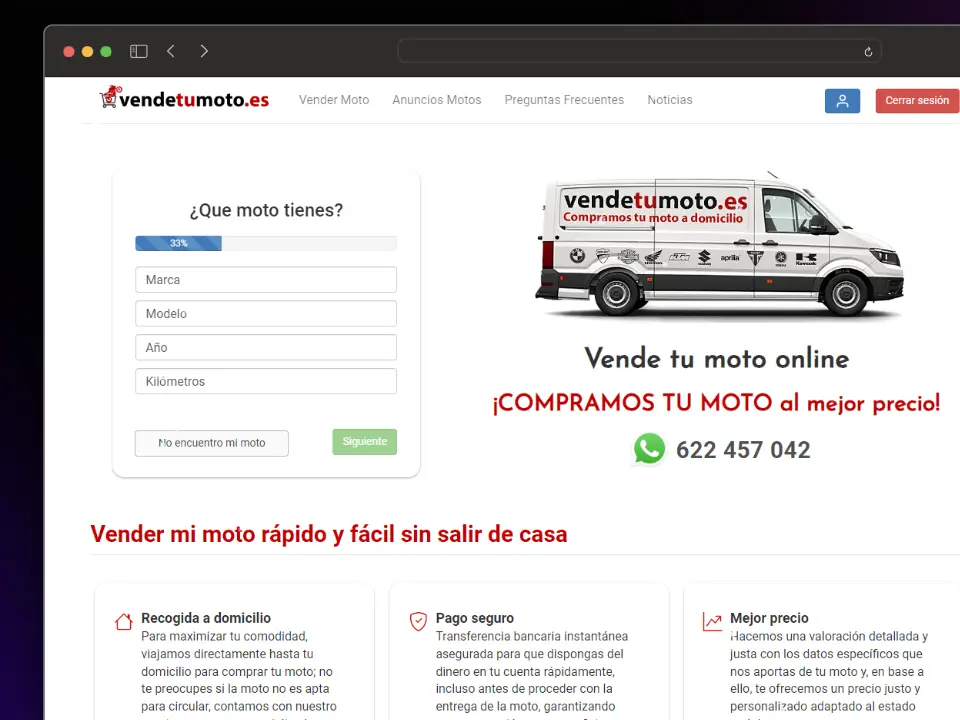 vendetumoto.es
Vender Moto
Anuncios Motos
Preguntas Frecuentes
Noticias
Cerrar sesión
¿Que moto tienes?
33%
Marca
Modelo
Año
Kilómetros
No encuentro mi moto
Siguiente
vendetumoto.es
Compramos tu moto a domicilio
aprilia
Vende tu moto online
¡COMPRAMOS TU MOTO al mejor precio!
622 457 042
Vender mi moto rápido y fácil sin salir de casa
Recogida a domicilio
Para maximizar tu comodidad,
viajamos directamente hasta tu
domicilio para comprar tu moto; no
te preocupes si la moto no es apta
para circular, contamos con nuestro
Pago seguro
Transferencia bancaria instantánea
asegurada para que dispongas del
dinero en tu cuenta rápidamente,
incluso antes de proceder con la
entrega de la moto, garantizando
Mejor precio
Hacemos una valoración detallada y
justa con los datos específicos que
nos aportas de tu moto y, en base a
ello, te ofrecemos un precio justo y
personalizado adaptado al estado